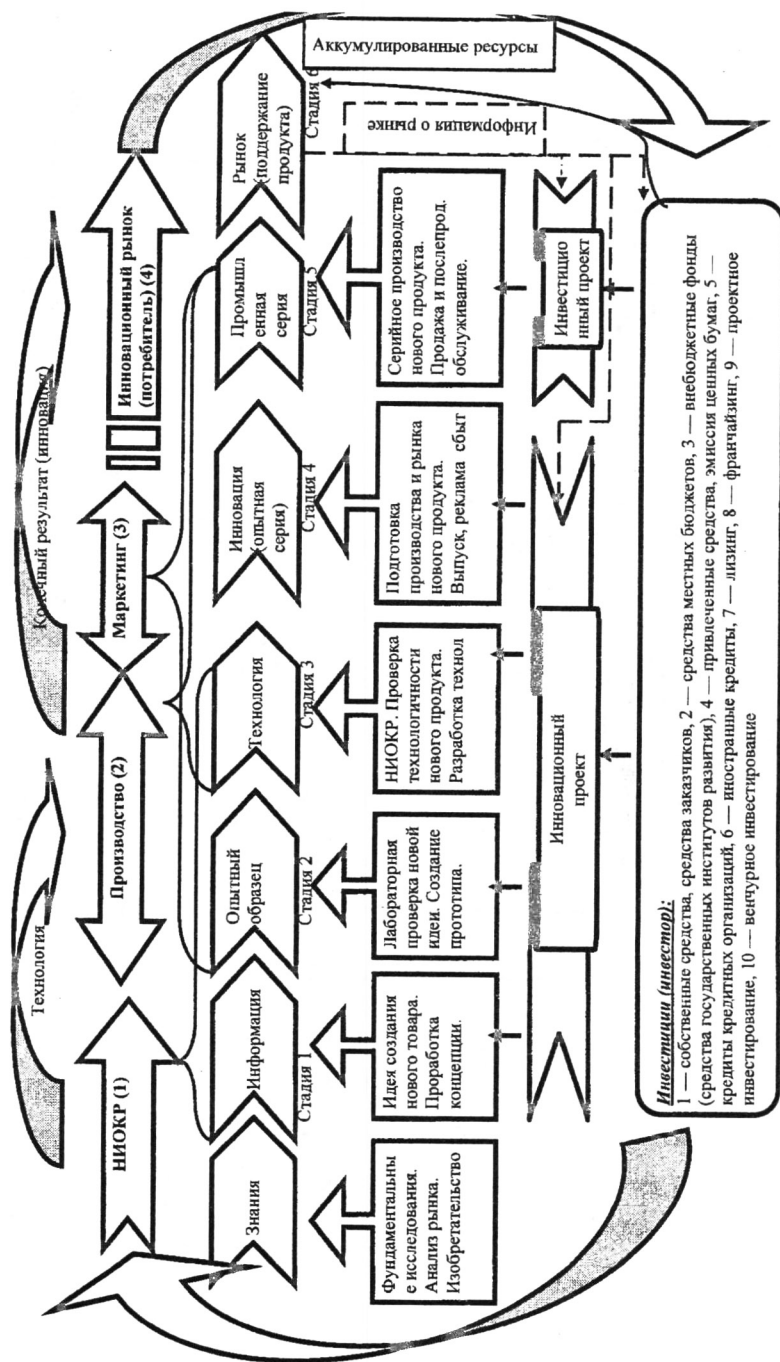 Технология
Конечный результат (инновация)
НИОКР (1)
Производство (2)
Маркетинг (3)
Инновационный рынок
(потребитель) (4)
Аккумулированные ресурсы
Знания
Информация
Стадия 1
Опытный
образец
Стадия 2
Технология
Стадия 3
Инновация
(опытная
серия)
Стадия 4
Промышл
енная
серия
Стадия 5
Рынок
(поддержание
продукта)
Стадия 6
Информация о рынке
Фундаментальны
е исследования.
Анализ рынка.
Изобретательство
Идея создания
нового товара.
Проработка
концепции.
Лабораторная
проверка новой
идеи. Создание
прототипа.
НИОКР. Проверка
технологичности
нового продукта.
Разработка технол
Подготовка
производства и рынка
нового продукта.
Выпуск, реклама сбыт
Серийное производство
нового продукта.
Продажа и послепрод.
обслуживание.
Инновационный
проект
Инвестицио
нный проект
Инвестиции (инвестор):
1 — собственные средства, средства заказчиков, 2 — средства местных бюджетов, 3 — внебюджетные фонды
(средства государственных институтов развития), 4 — привлеченные средства, эмиссия ценных бумаг, 5 —
кредиты кредитных организаций, 6 — иностранные кредиты, 7 — лизинг, 8 — франчайзинг, 9 — проектное
инвестирование, 10 — венчурное инвестирование